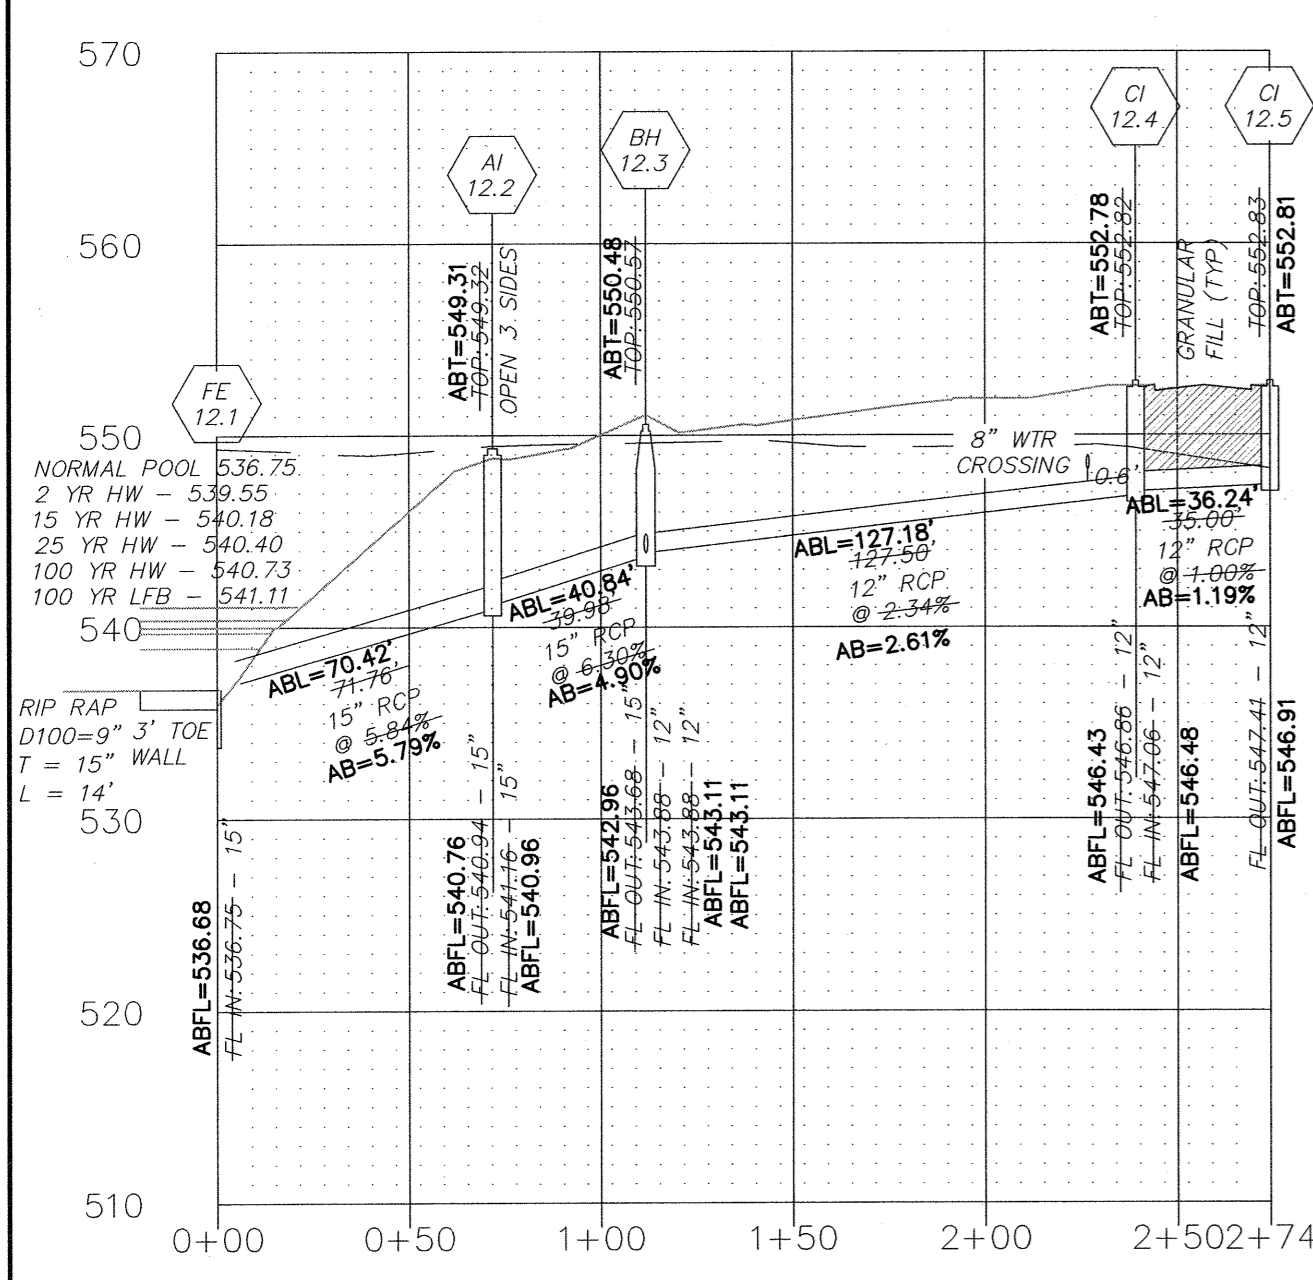 570
560
550
540
530
520
510
0+00
0+50
1+00
1+50
2+00
2+50
2+74
FE
12.1
AI
12.2
BH
12.3
CI
12.4
CI
12.5
ABT=549.31
TOP: 549.32
OPEN 3 SIDES
ABT=550.48
TOP: 550.57
ABT=552.78
TOP: 552.82
GRANULAR
FILL (TYP)
TOP: 552.83
ABT=552.81
NORMAL POOL 536.75
2 YR HW - 539.55
15 YR HW - 540.18
25 YR HW - 540.40
100 YR HW - 540.73
100 YR LFB - 541.11
8" WTR
CROSSING
0.6'
RIP RAP
D100=9"
T = 15"
L = 14'
3' TOE
WALL
ABL=70.42'
71.76'
15" RCP
@ 5.84%
AB=5.79%
ABL=40.84'
39.98'
15" RCP
@ 6.30%
AB=4.90%
ABL=127.18'
127.50'
12" RCP
@ 2.34%
AB=2.61%
ABL=36.24'
35.00'
12" RCP
@ 1.00%
AB=1.19%
ABFL=536.68
FL IN: 536.75 - 15"
ABFL=540.76
FL OUT: 540.94 - 15"
FL IN: 541.16 - 15"
ABFL=540.96
ABFL=542.96
FL OUT: 543.68 - 15"
FL IN: 543.88 - 12"
FL IN: 543.88 - 12"
ABFL=543.11
ABFL=543.11
ABFL=546.43
FL OUT: 546.86 - 12"
FL IN: 547.06 - 12"
ABFL=546.48
FL OUT: 547.41 - 12"
ABFL=546.91